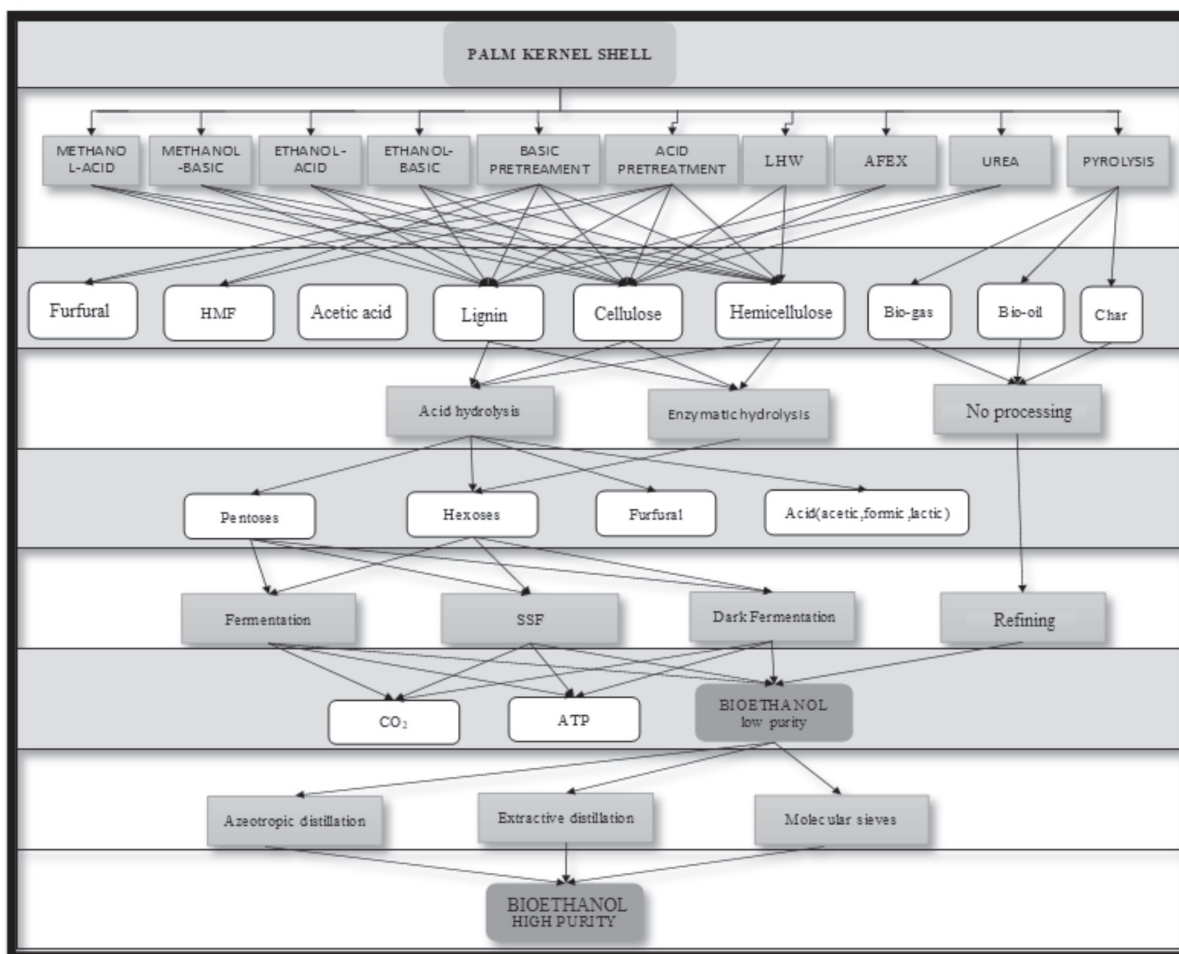 PALM KERNEL SHELL
METHANO
L-ACID
METHANOL
-BASIC
ETHANOL-
ACID
ETHANOL-
BASIC
BASIC
PRETREAMENT
ACID
PRETREATMENT
LHW
AFEX
UREA
PYROLYSIS
Furfural
HMF
Acetic acid
Lignin
Cellulose
Hemicellulose
Bio-gas
Bio-oil
Char
Acid hydrolysis
Enzymatic hydrolysis
No processing
Pentoses
Hexoses
Furfural
Acid(acetic,formic,lactic)
Fermentation
SSF
Dark Fermentation
Refining
CO₂
ATP
BIOETHANOL
low purity
Azeotropic distillation
Extractive distillation
Molecular sieves
BIOETHANOL
HIGH PURITY